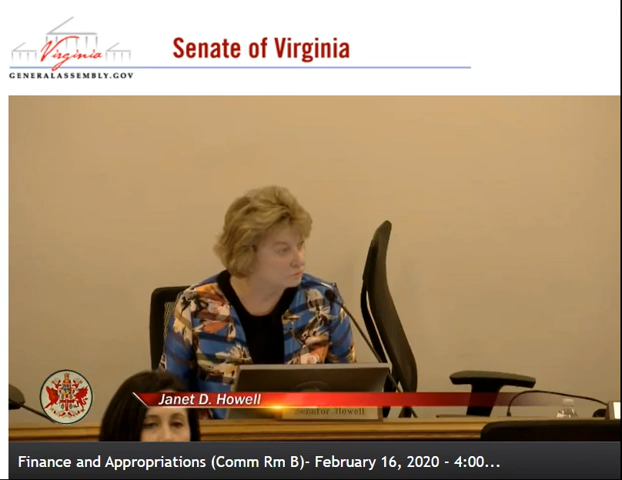 Virginia
GENERALASSEMBLY.GOV
Senate of Virginia
Janet D. Howell
Senator Howell
Finance and Appropriations (Comm Rm B)- February 16, 2020 - 4:00...